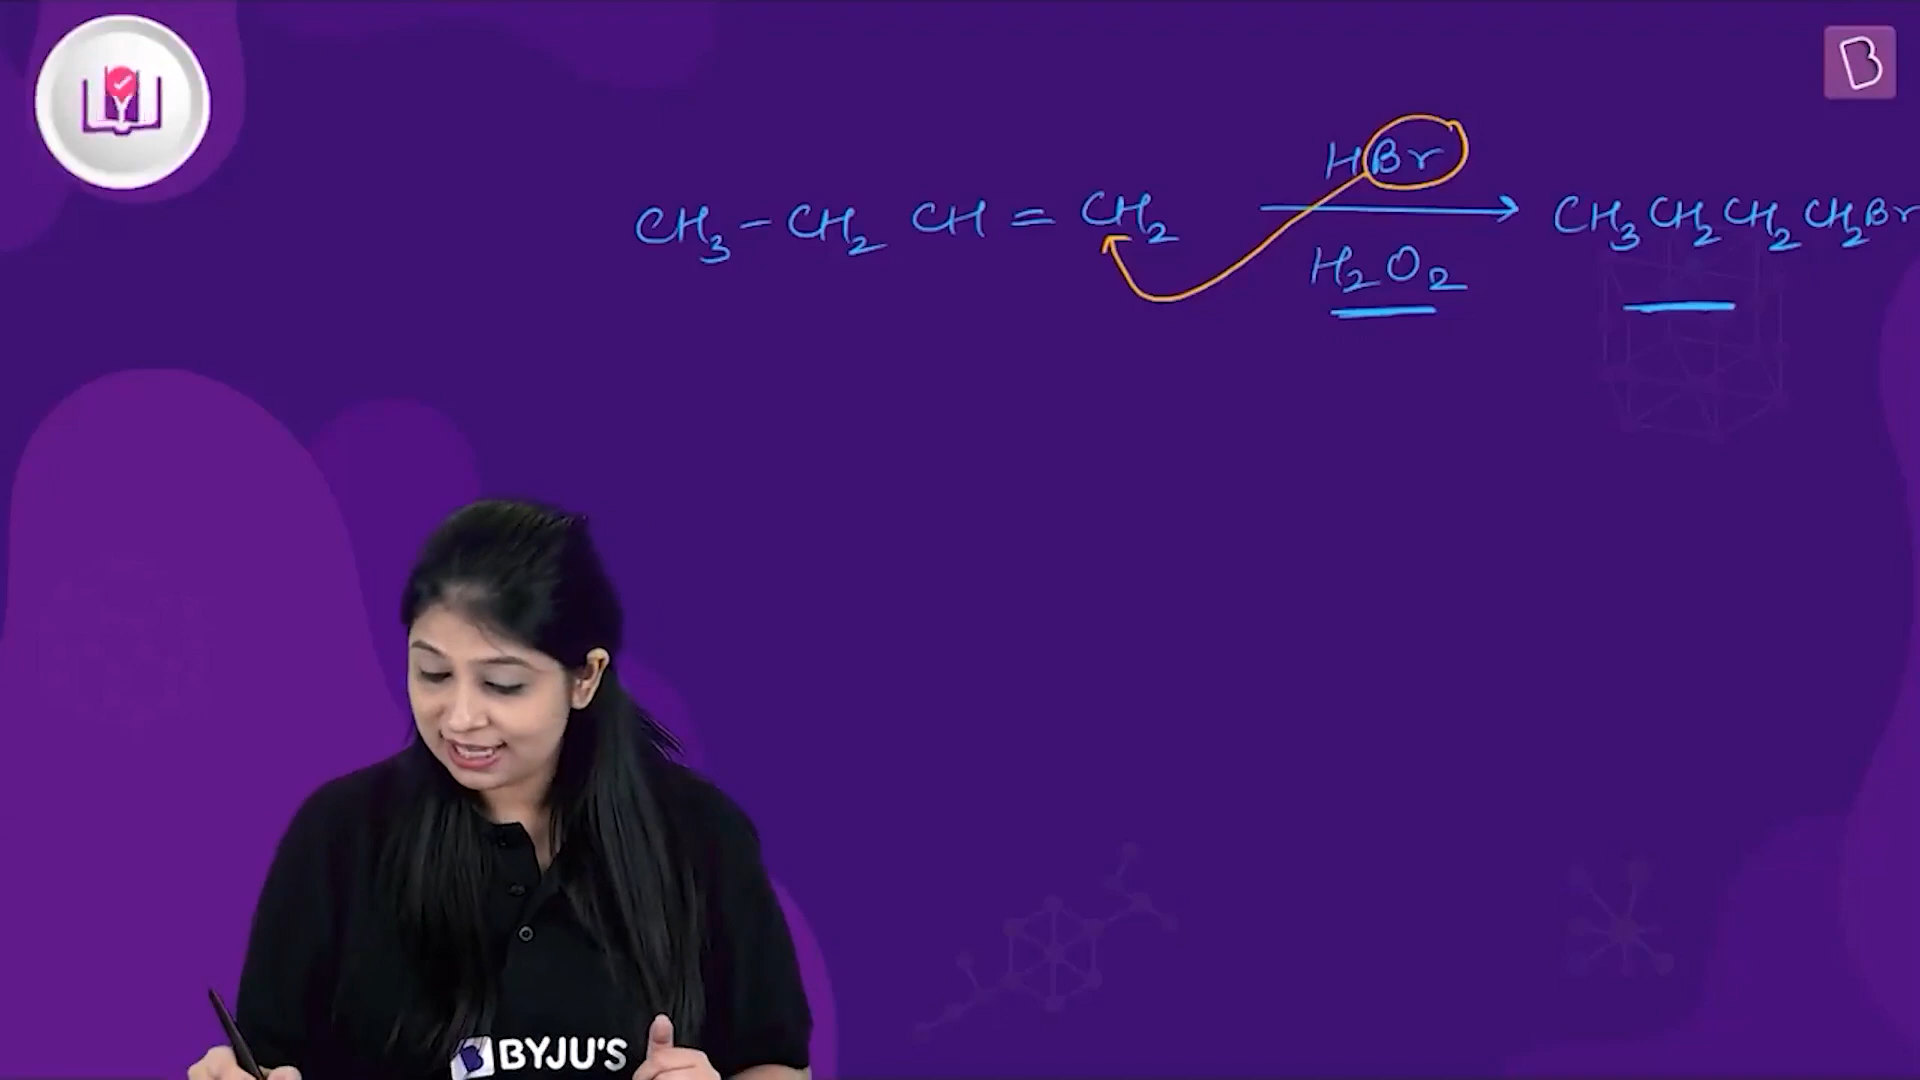 HBr
CH3-CH2 CH=CH2 → CH3CH2CH2CH2Br
H2O2
BYJU'S